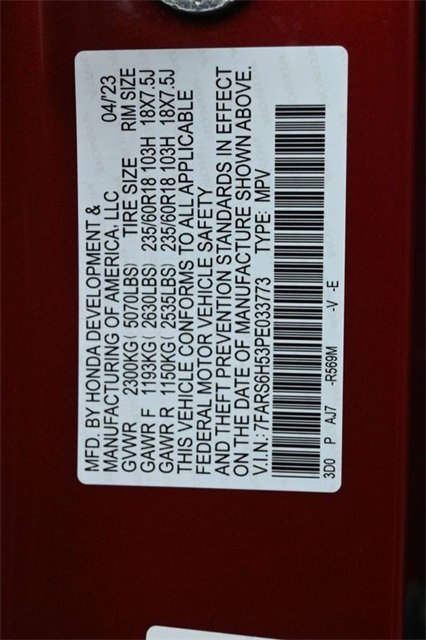 MFD. BY HONDA DEVELOPMENT & 04/'23
MANUFACTURING OF AMERICA, LLC
GVWR 2300KG ( 5070LBS) TIRE SIZE RIM SIZE
GAWR F 1193KG ( 2630LBS) 235/60R18 103H 18X7.5J
GAWR R 1150KG ( 2535LBS) 235/60R18 103H 18X7.5J
THIS VEHICLE CONFORMS TO ALL APPLICABLE
FEDERAL MOTOR VEHICLE SAFETY
AND THEFT PREVENTION STANDARDS IN EFFECT
ON THE DATE OF MANUFACTURE SHOWN ABOVE.
V.I.N: 7FARS6H53PE033773 TYPE: MPV
3D0 P AJ7 -R569M -V -E